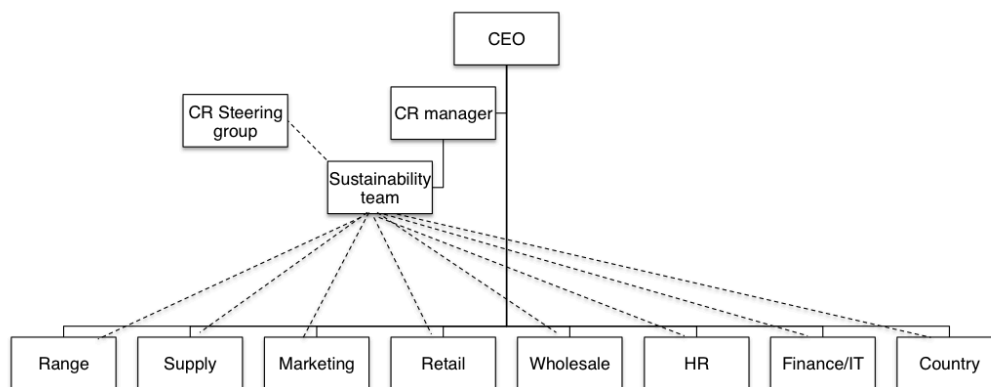 CEO
CR manager
CR Steering
group
Sustainability
team
Range
Supply
Marketing
Retail
Wholesale
HR
Finance/IT
Country